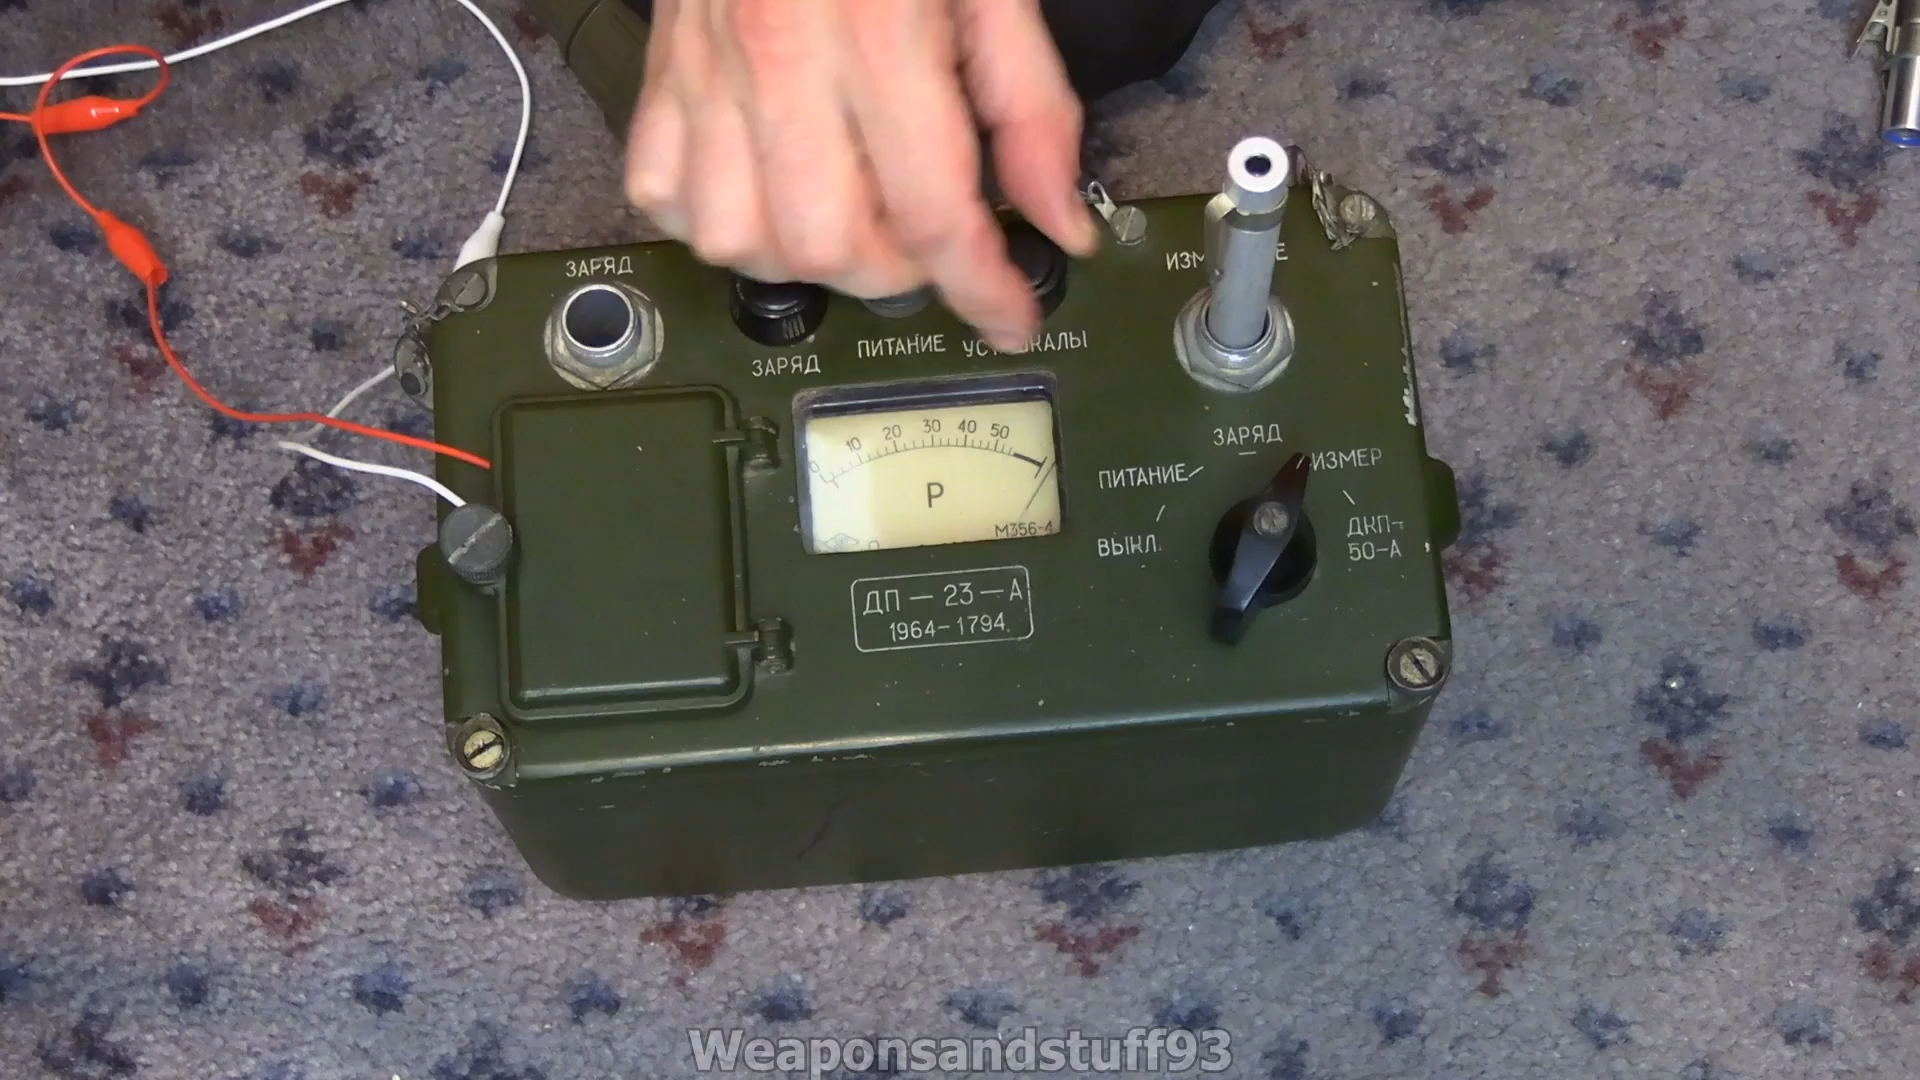 ЗАРЯД
ЗАРЯД
ПИТАНИЕ
0 10 20 30 40 50
Р
М356-4
ДП-23-А
1964-1794
ЗАРЯД
ПИТАНИЕ
ИЗМЕР
ВЫКЛ.
ДКП-
50-А
Weaponsandstuff93